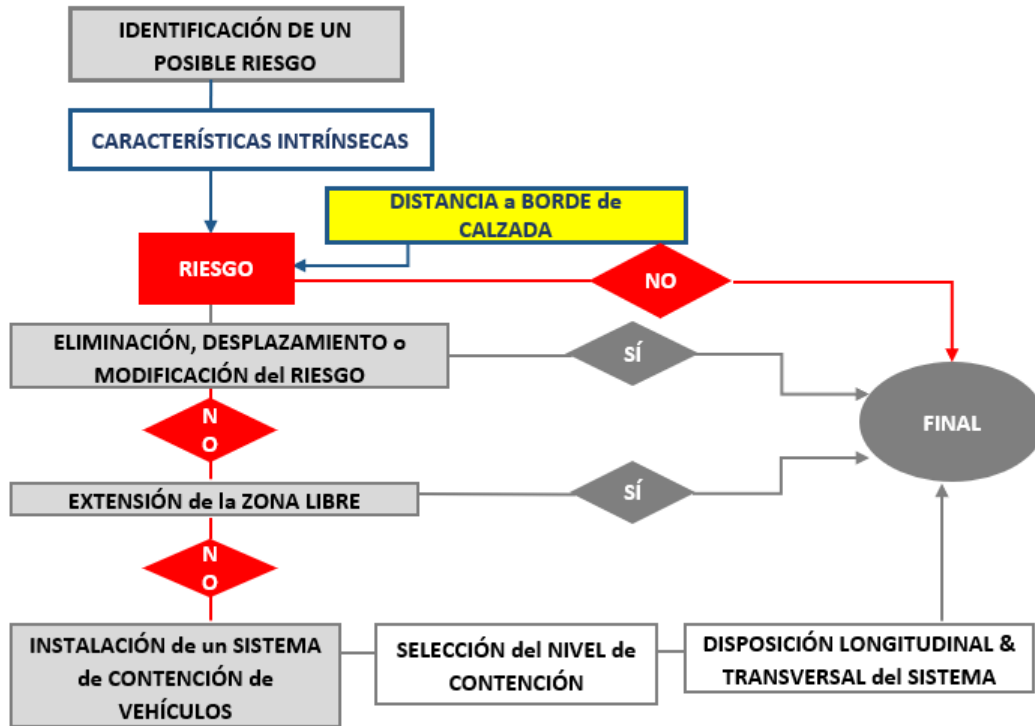 IDENTIFICACIÓN DE UN
POSIBLE RIESGO
CARACTERÍSTICAS INTRÍNSECAS
DISTANCIA a BORDE de
CALZADA
RIESGO
NO
ELIMINACIÓN, DESPLAZAMIENTO o
MODIFICACIÓN del RIESGO
SÍ
FINAL
N
O
EXTENSIÓN de la ZONA LIBRE
SÍ
N
O
INSTALACIÓN de un SISTEMA
de CONTENCIÓN de
VEHÍCULOS
SELECCIÓN del NIVEL de
CONTENCIÓN
DISPOSICIÓN LONGITUDINAL &
TRANSVERSAL del SISTEMA